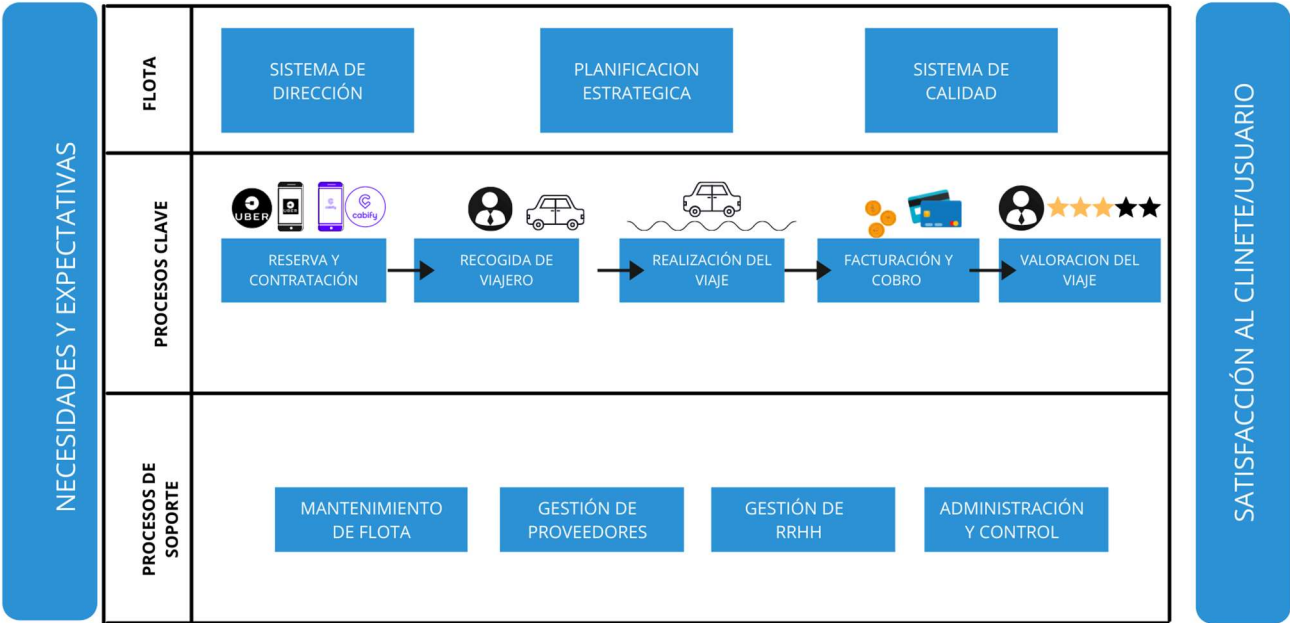 NECESIDADES Y EXPECTATIVAS
FLOTA
SISTEMA DE
DIRECCIÓN
PLANIFICACION
ESTRATEGICA
SISTEMA DE
CALIDAD
PROCESOS CLAVE
UBER
UBER
cabify
cabify
RESERVA Y
CONTRATACIÓN
RECOGIDA DE
VIAJERO
REALIZACIÓN DEL
VIAJE
FACTURACIÓN Y
COBRO
VALORACION DEL
VIAJE
PROCESOS DE
SOPORTE
MANTENIMIENTO
DE FLOTA
GESTIÓN DE
PROVEEDORES
GESTIÓN DE
RRHH
ADMINISTRACIÓN
Y CONTROL
SATISFACCIÓN AL CLINETE/USUARIO